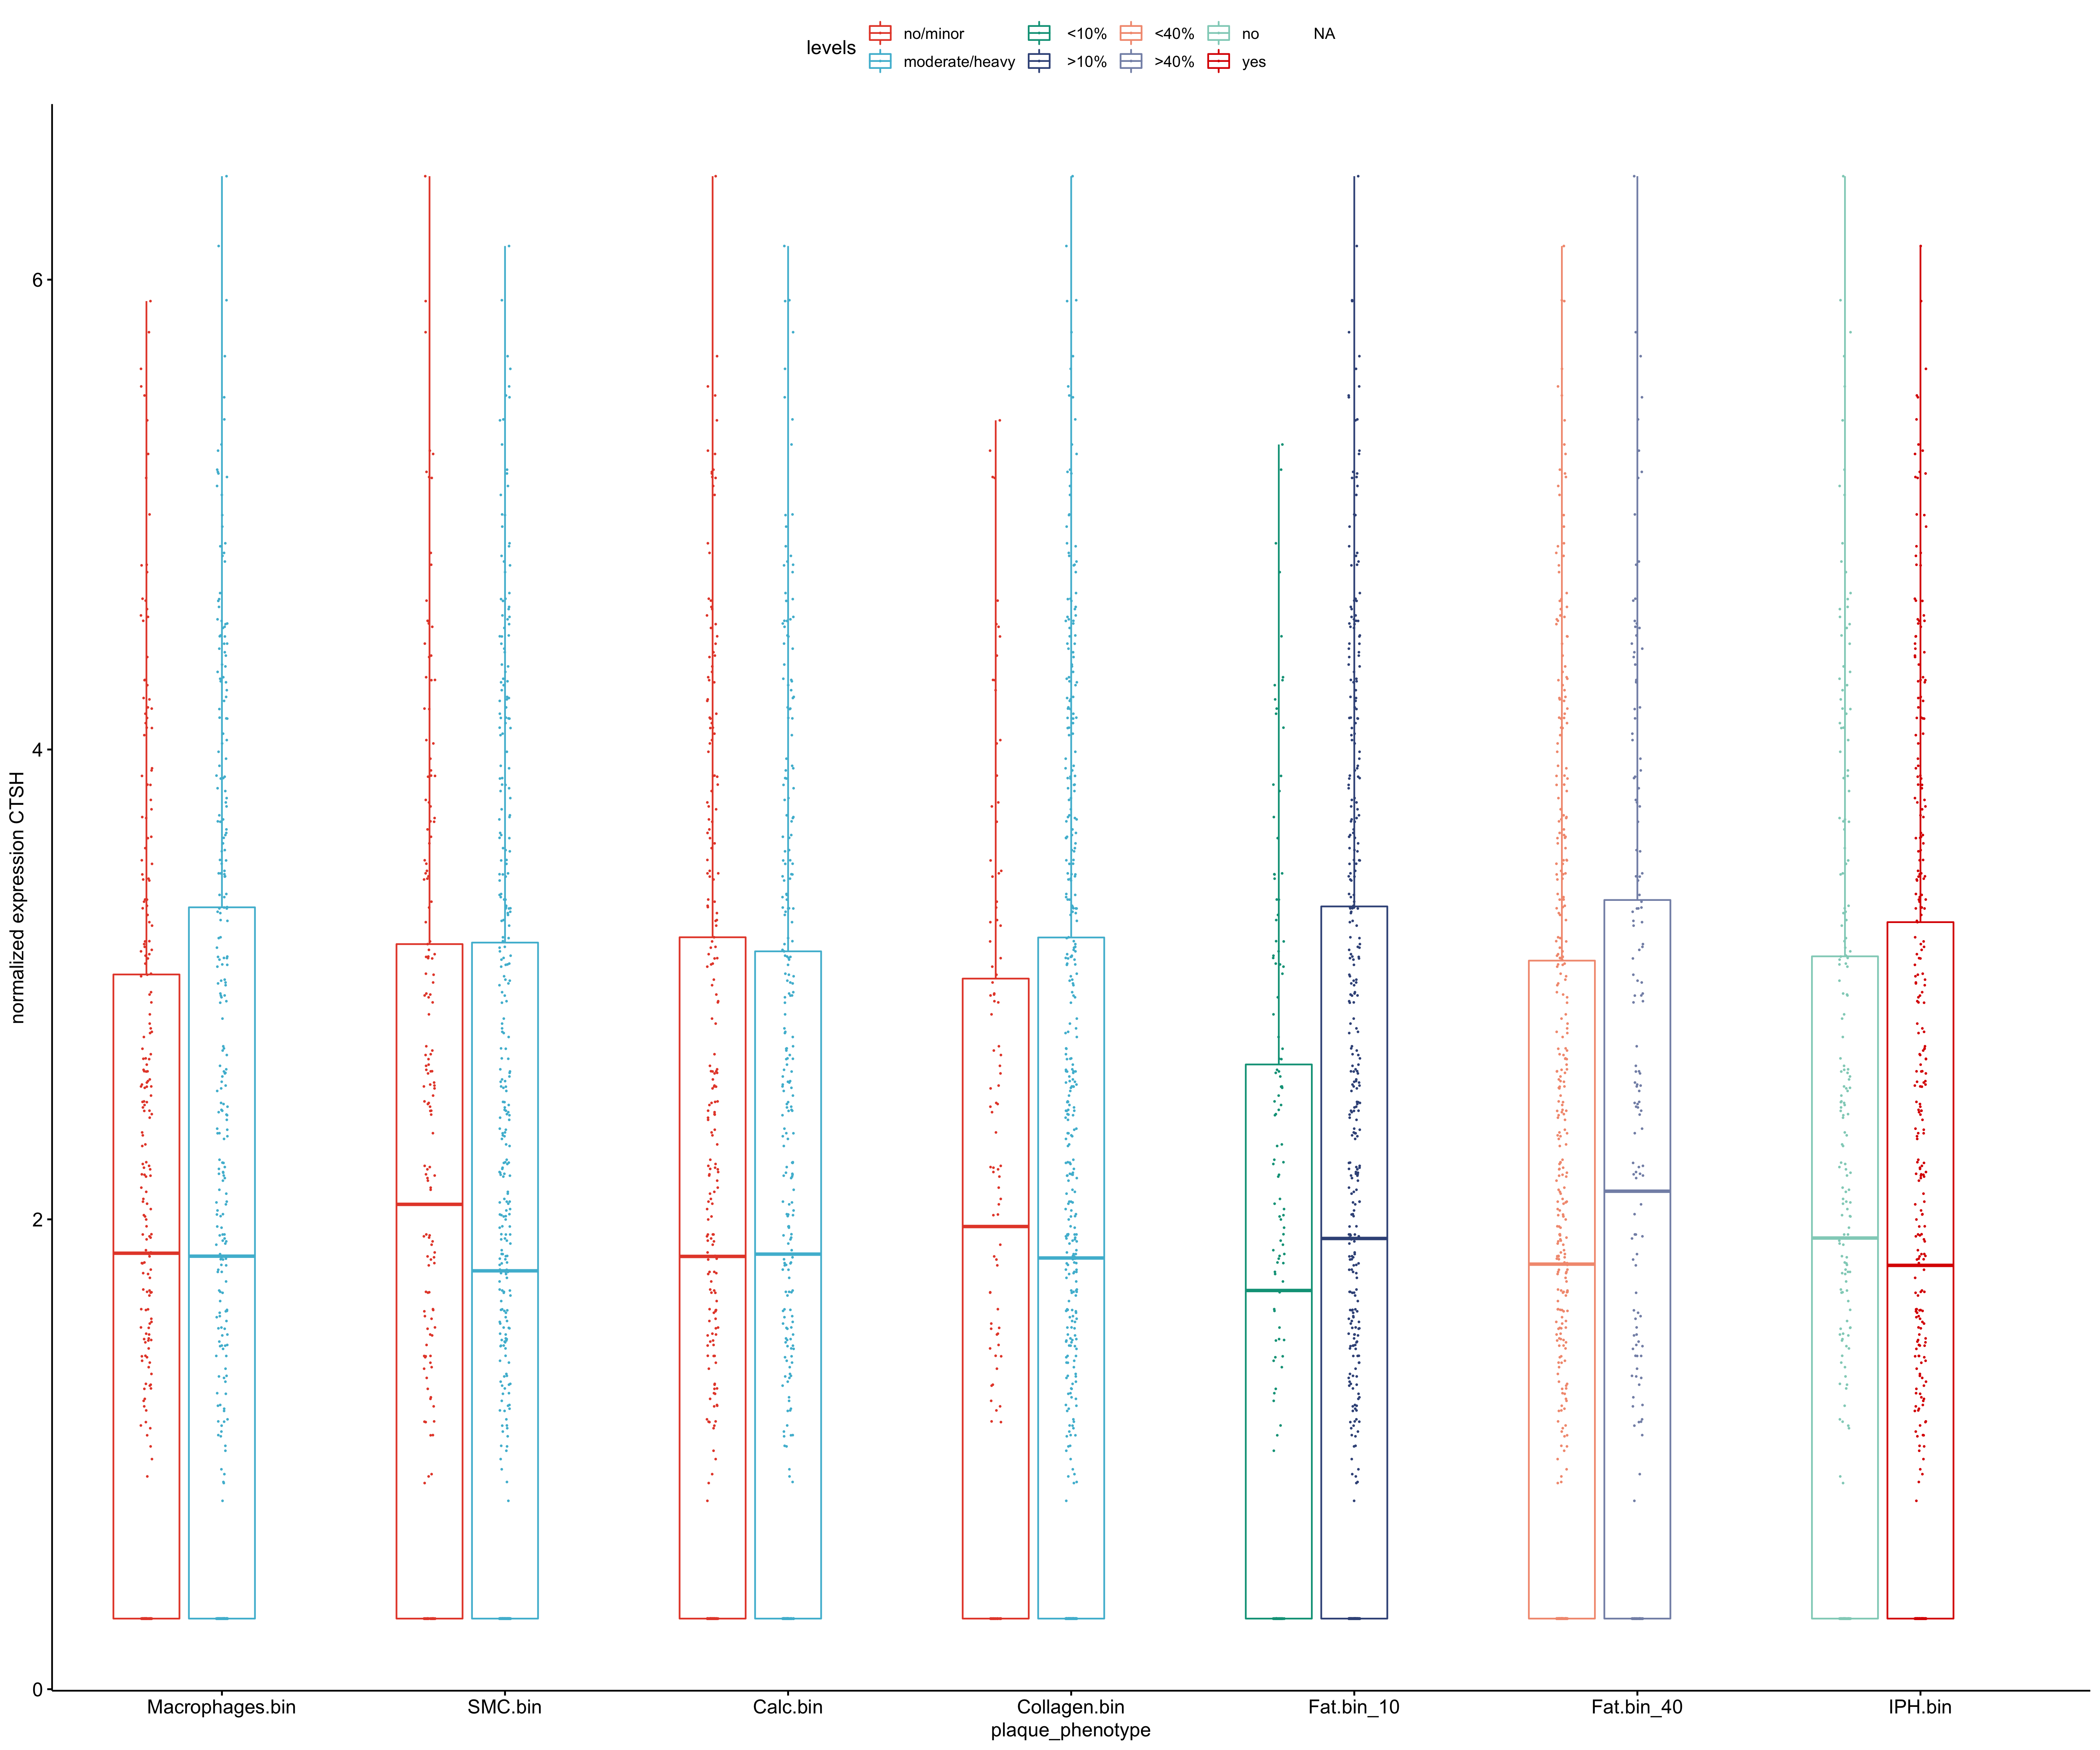 levels no/minor <10% <40% no NA
moderate/heavy >10% >40% yes
normalized expression CTSH
6
4
2
0
Macrophages.bin SMC.bin Calc.bin Collagen.bin Fat.bin_10 Fat.bin_40 IPH.bin
plaque_phenotype